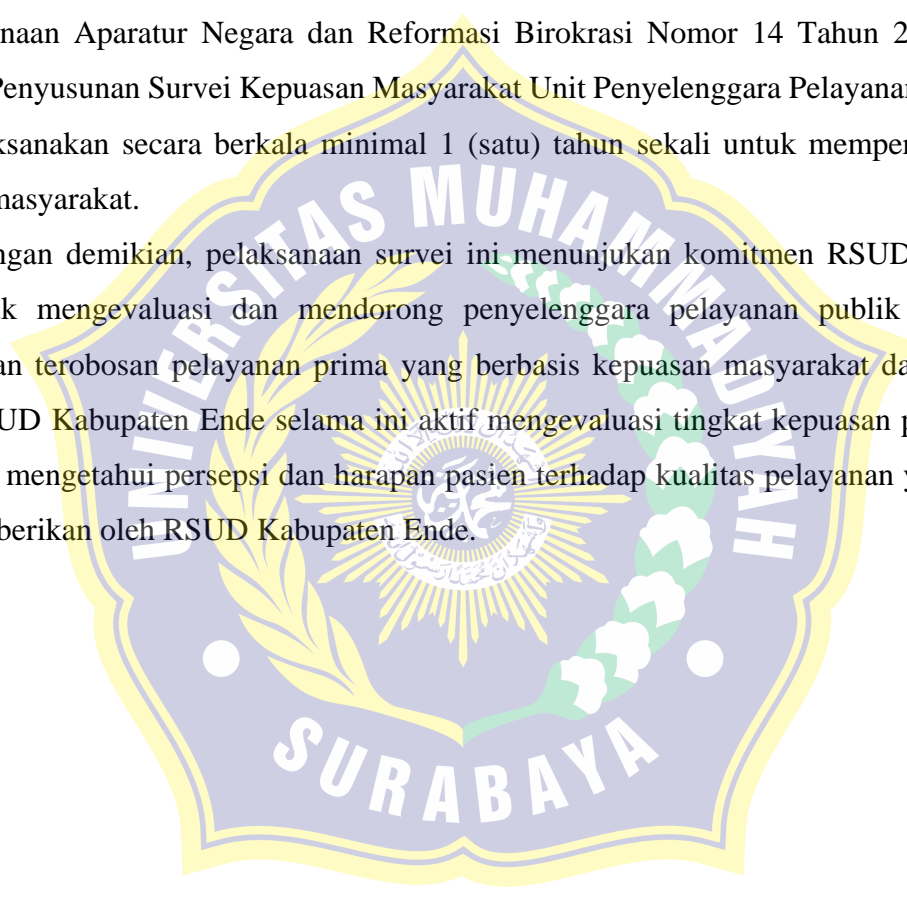 naan Aparatur Negara dan Reformasi Birokrasi Nomor 14 Tahun 2
Penyusunan Survei Kepuasan Masyarakat Unit Penyelenggara Pelayanan
ksanakan secara berkala minimal 1 (satu) tahun sekali untuk memper
masyarakat.
ngan demikian, pelaksanaan survei ini menunjukan komitmen RSUD
k mengevaluasi dan mendorong penyelenggara pelayanan publik
an terobosan pelayanan prima yang berbasis kepuasan masyarakat da
UD Kabupaten Ende selama ini aktif mengevaluasi tingkat kepuasan p
mengetahui persepsi dan harapan pasien terhadap kualitas pelayanan y
berikan oleh RSUD Kabupaten Ende.
UNIVERSITAS MUHAMMADIYAH
SURABAYA